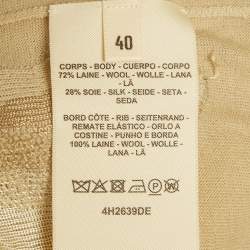 40
CORPS - BODY - CUERPO - CORPO
72% LAINE - WOOL - WOLLE - LANA
- LÃ
28% SOIE - SILK - SEIDE - SETA -
SEDA
BORD CÔTE - RIB - SEITENRAND -
REMATE ELÁSTICO - ORLO A
COSTINE - PUNHO E BORDA
100% LAINE - WOOL - WOLLE -
LANA - LÃ
4H2639DE